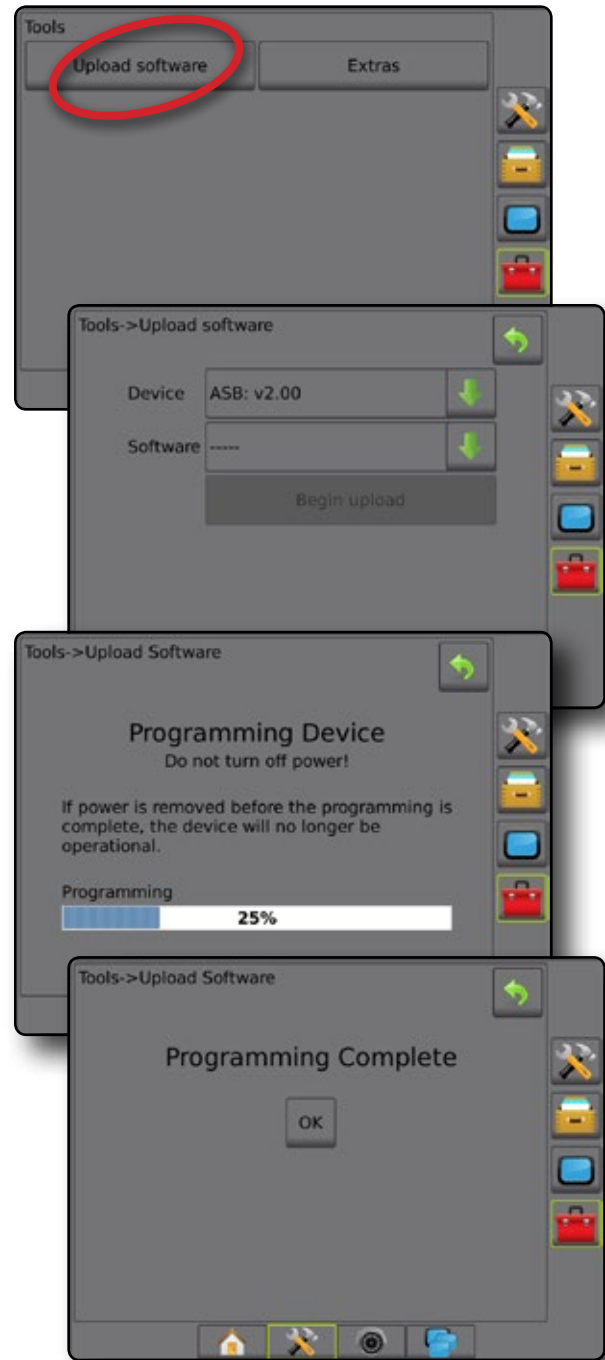 Tools
Upload software Extras
Tools->Upload software
Device ASB: v2.00
Software -----
Begin upload
Tools->Upload Software
Programming Device
Do not turn off power!
If power is removed before the programming is
complete, the device will no longer be
operational.
Programming
25%
Tools->Upload Software
Programming Complete
OK